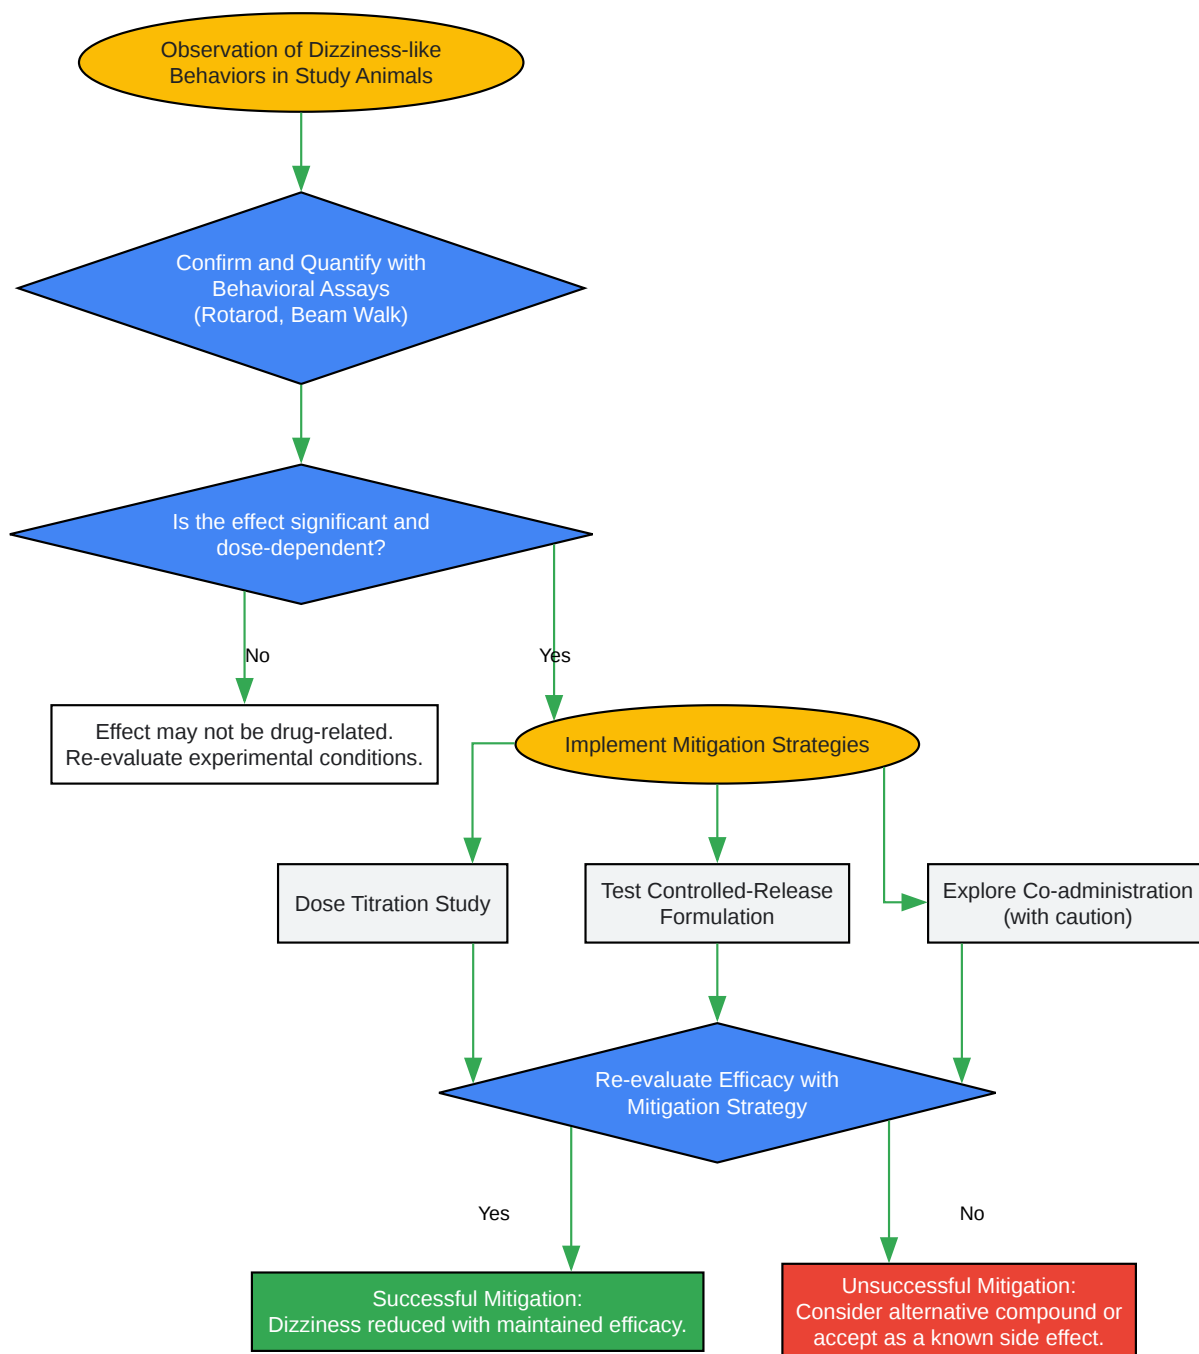 Observation of Dizziness-like
Behaviors in Study Animals
Confirm and Quantify with
Behavioral Assays
(Rotarod, Beam Walk)
Is the effect significant and
dose-dependent?
No
Yes
Effect may not be drug-related.
Re-evaluate experimental conditions.
Implement Mitigation Strategies
Dose Titration Study
Test Controlled-Release
Formulation
Explore Co-administration
(with caution)
Re-evaluate Efficacy with
Mitigation Strategy
Yes
No
Successful Mitigation:
Dizziness reduced with maintained efficacy.
Unsuccessful Mitigation:
Consider alternative compound or
accept as a known side effect.